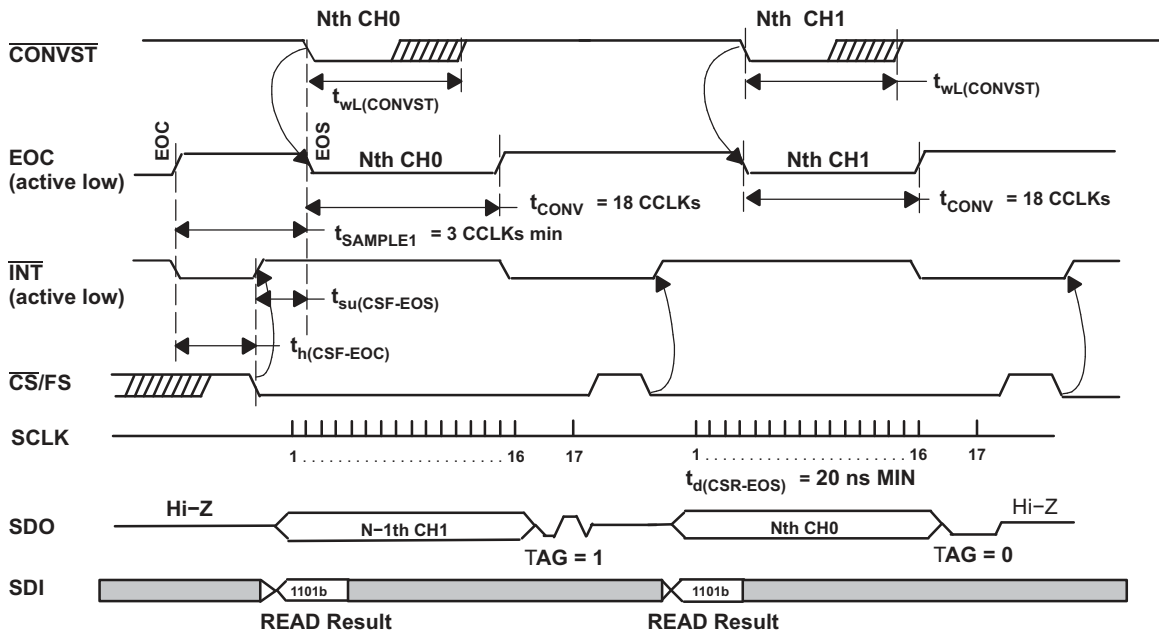 Nth CH0
Nth CH1
CONVST
twL(CONVST)
twL(CONVST)
EOC
EOS
EOC
(active low)
Nth CH0
Nth CH1
tCONV = 18 CCLKs
tCONV = 18 CCLKs
tSAMPLE1 = 3 CCLKs min
INT
(active low)
tsu(CSF-EOS)
th(CSF-EOC)
CS/FS
SCLK
1 . . . . . . . . . . . . . . . . . . . . . . 16 17
1 . . . . . . . . . . . . . . . . . . . . . . 16 17
td(CSR-EOS) = 20 ns MIN
Hi−Z
Hi−Z
SDO
N−1th CH1
Nth CH0
TAG = 1
TAG = 0
SDI
1101b
1101b
READ Result
READ Result